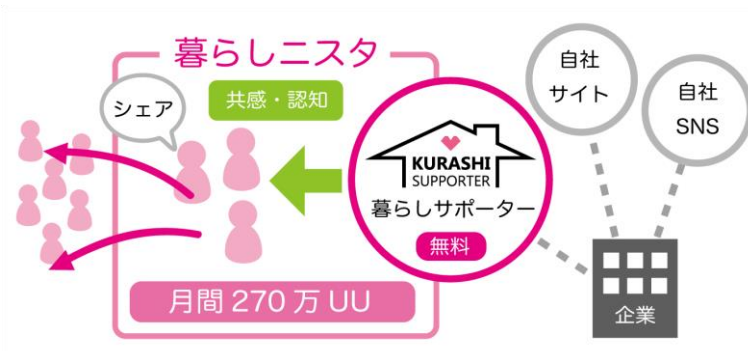 暮らしニスタ
シェア
共感・認知
月間 270 万 UU
KURASHI
SUPPORTER
暮らしサポーター
無料
自社
サイト
自社
SNS
企業